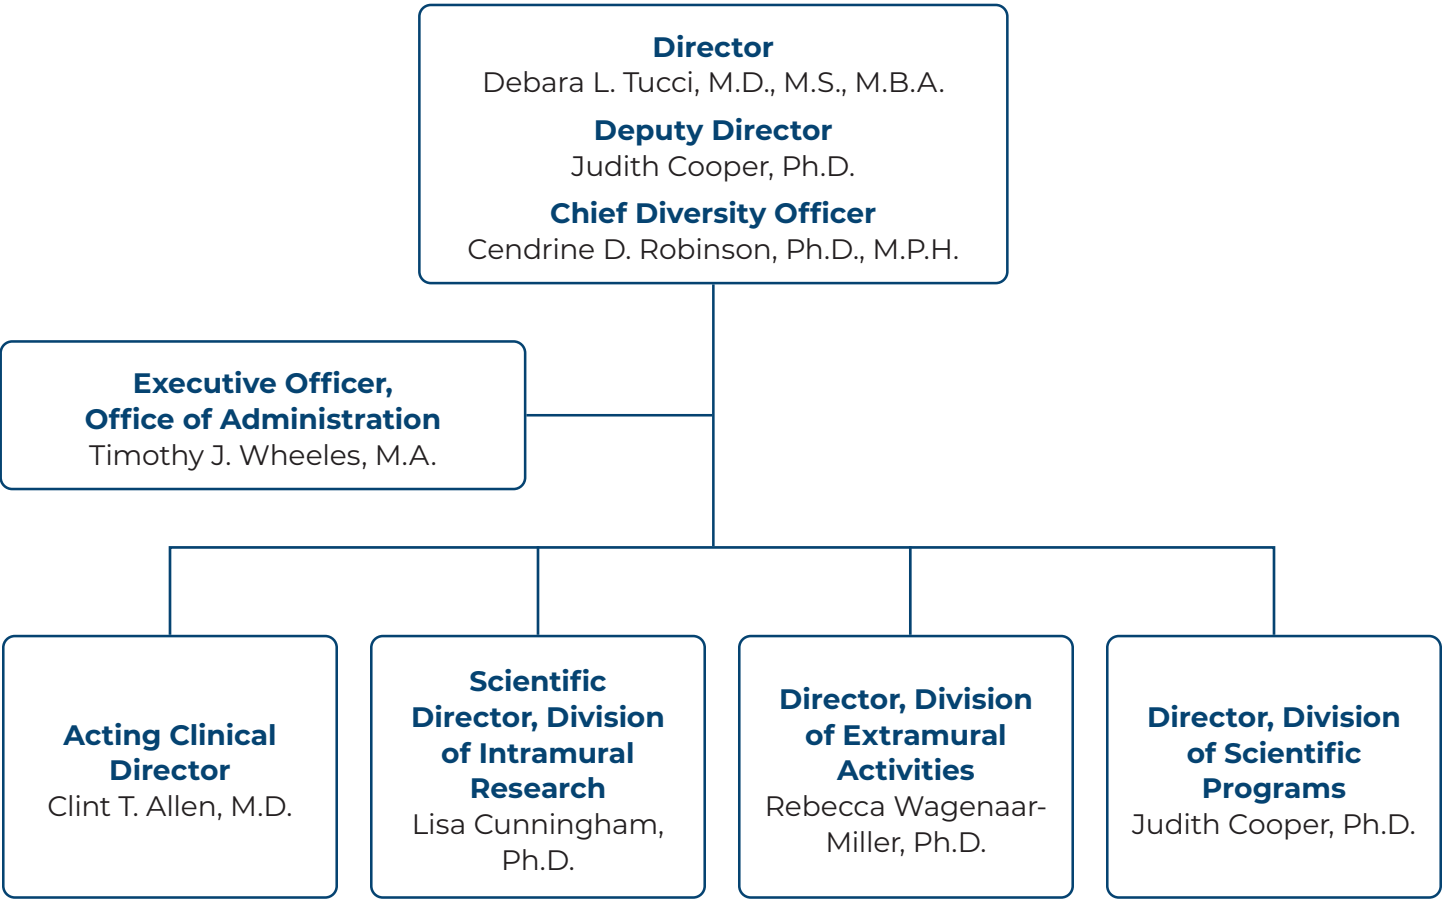 Director
Debara L. Tucci, M.D., M.S., M.B.A.
Deputy Director
Judith Cooper, Ph.D.
Chief Diversity Officer
Cendrine D. Robinson, Ph.D., M.P.H.
Executive Officer,
Office of Administration
Timothy J. Wheeles, M.A.
Acting Clinical
Director
Clint T. Allen, M.D.
Scientific
Director, Division
of Intramural
Research
Lisa Cunningham,
Ph.D.
Director, Division
of Extramural
Activities
Rebecca Wagenaar-
Miller, Ph.D.
Director, Division
of Scientific
Programs
Judith Cooper, Ph.D.